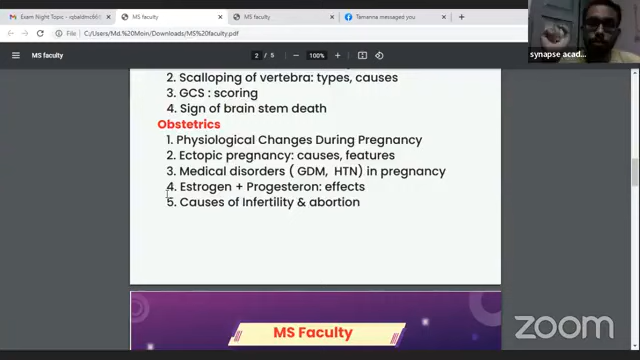 Exam Night Topic - iqbaldmc66@
MS faculty
MS faculty
Temanna messaged you
File
C:/Users/Md.%20Moin/Downloads/MS%20faculty.pdf
MS faculty.pdf
2 / 5
100%
synapse acad...
2. Scalloping of vertebra: types, causes
3. GCS : scoring
4. Sign of brain stem death
Obstetrics
1. Physiological Changes During Pregnancy
2. Ectopic pregnancy: causes, features
3. Medical disorders ( GDM, HTN) in pregnancy
4. Estrogen + Progesteron: effects
5. Causes of Infertility & abortion
MS Faculty
zoom